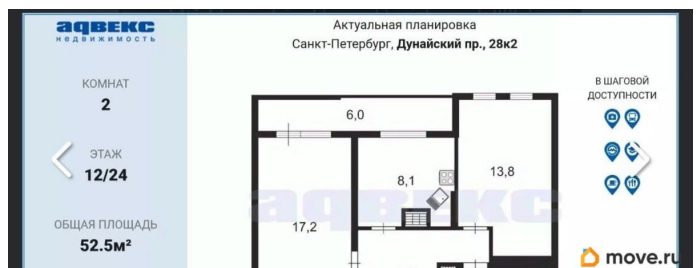 адвекс
НЕДВИЖИМОСТЬ
КОМНАТ
2
ЭТАЖ
12/24
ОБЩАЯ ПЛОЩАДЬ
52.5м²
Актуальная планировка
Санкт-Петербург, Дунайский пр., 28к2
6,0
8,1
13,8
17,2
адвекс
В ШАГОВОЙ
ДОСТУПНОСТИ
move.ru